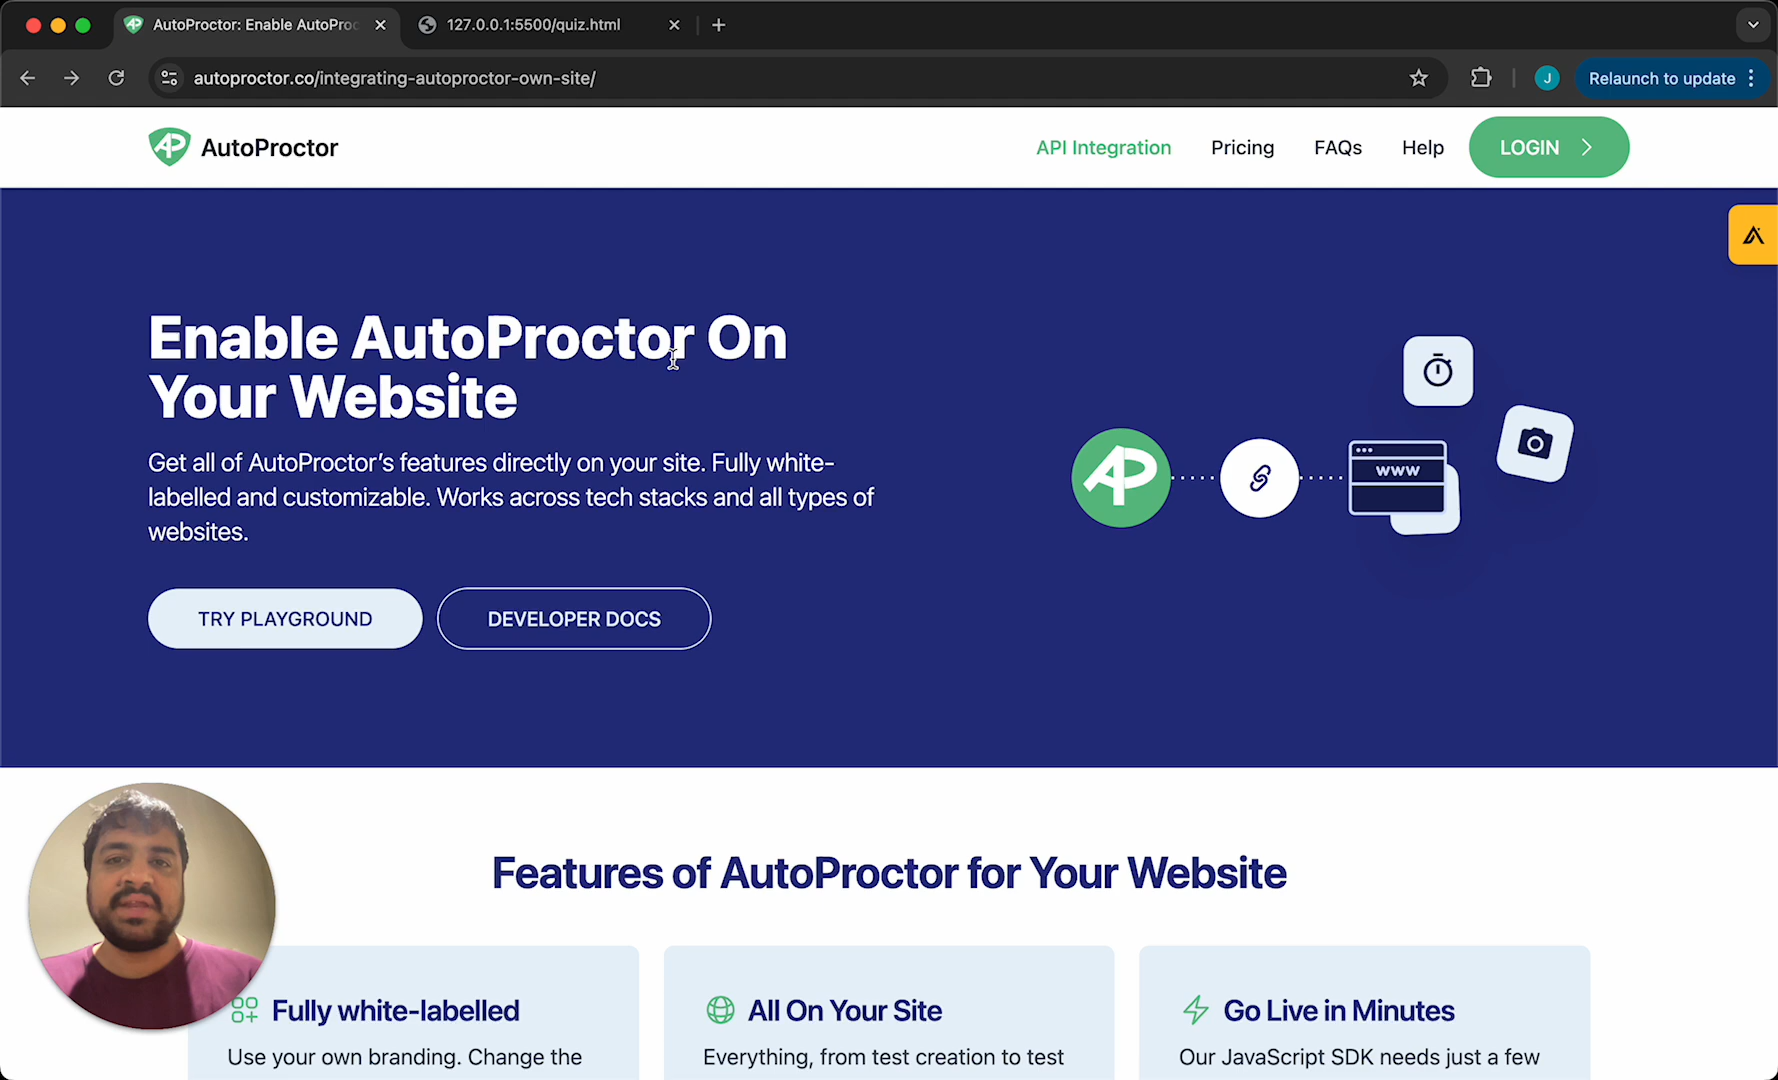 AutoProctor: Enable AutoProc
127.0.0.1:5500/quiz.html
autoproctor.co/integrating-autoproctor-own-site/
J
Relaunch to update
AP
AutoProctor
API Integration
Pricing
FAQs
Help
LOGIN
Enable AutoProctor On
Your Website
Get all of AutoProctor's features directly on your site. Fully white-
labelled and customizable. Works across tech stacks and all types of
websites.
TRY PLAYGROUND
DEVELOPER DOCS
AP
www
Features of AutoProctor for Your Website
Fully white-labelled
Use your own branding. Change the
All On Your Site
Everything, from test creation to test
Go Live in Minutes
Our JavaScript SDK needs just a few